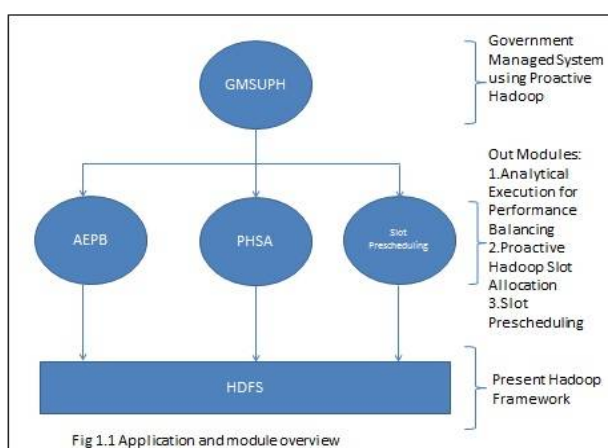 GMSUPH
Government
Managed System
using Proactive
Hadoop
AEPB
PHSA
Slot
Prescheduling
Out Modules:
1.Analytical
Execution for
Performance
Balancing
2.Proactive
Hadoop Slot
Allocation
3.Slot
Prescheduling
HDFS
Present Hadoop
Framework
Fig 1.1 Application and module overview